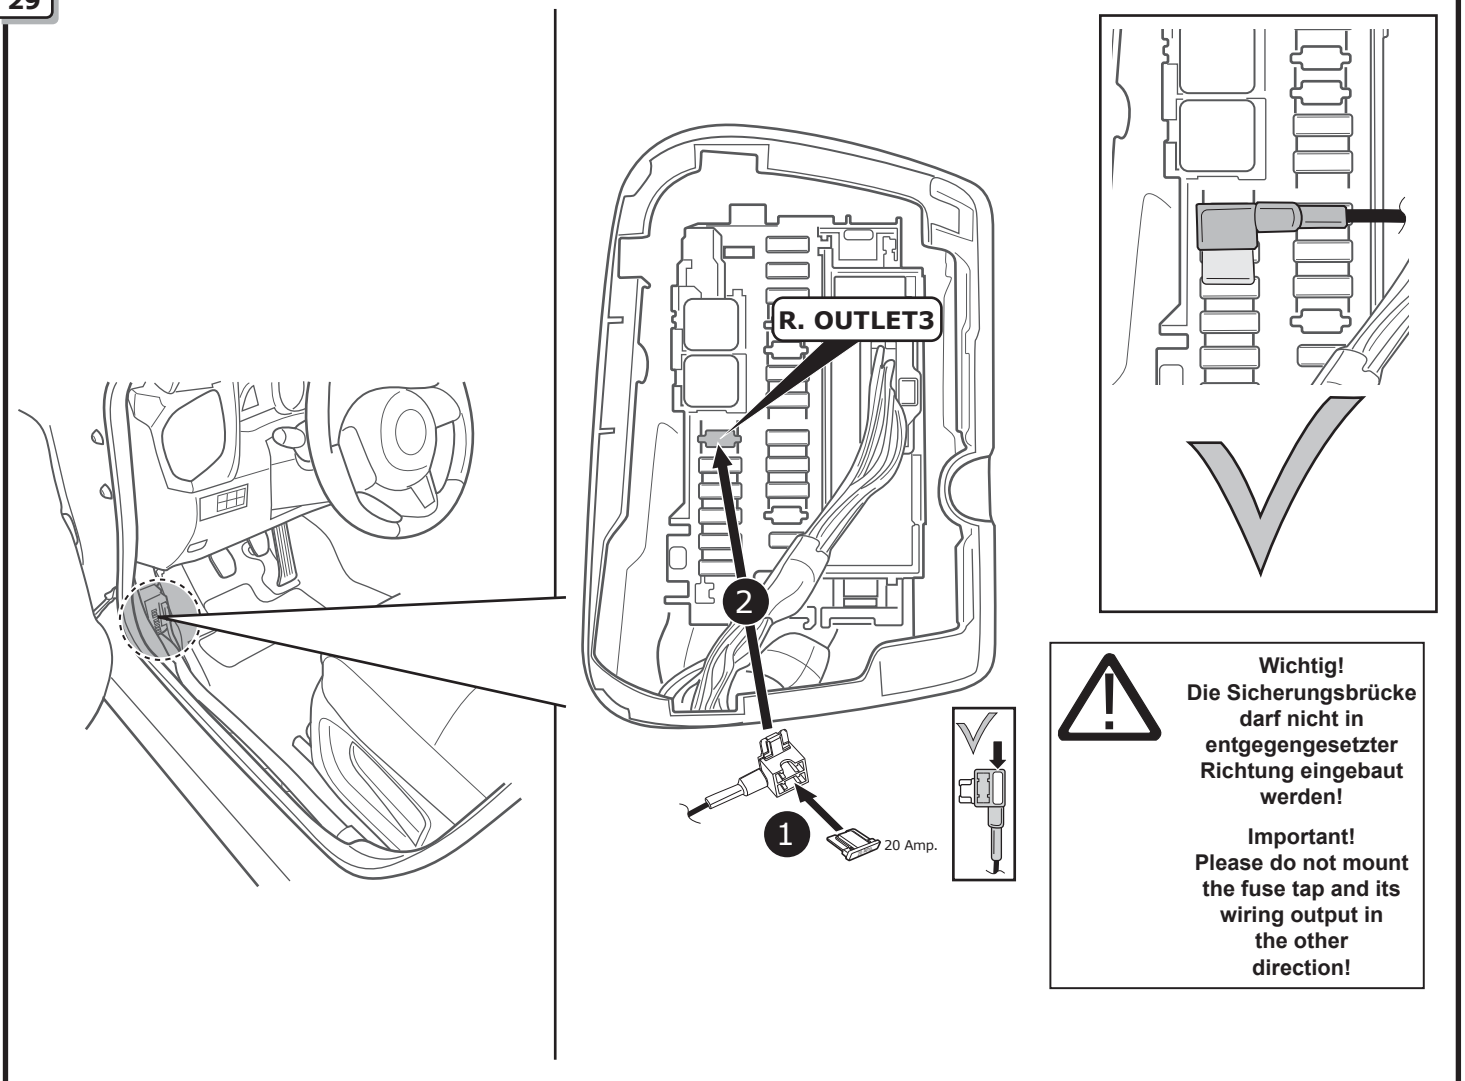 29
R. OUTLET3
2
1
20 Amp.
Wichtig!
Die Sicherungsbrücke
darf nicht in
entgegengesetzter
Richtung eingebaut
werden!
Important!
Please do not mount
the fuse tap and its
wiring output in
the other
direction!